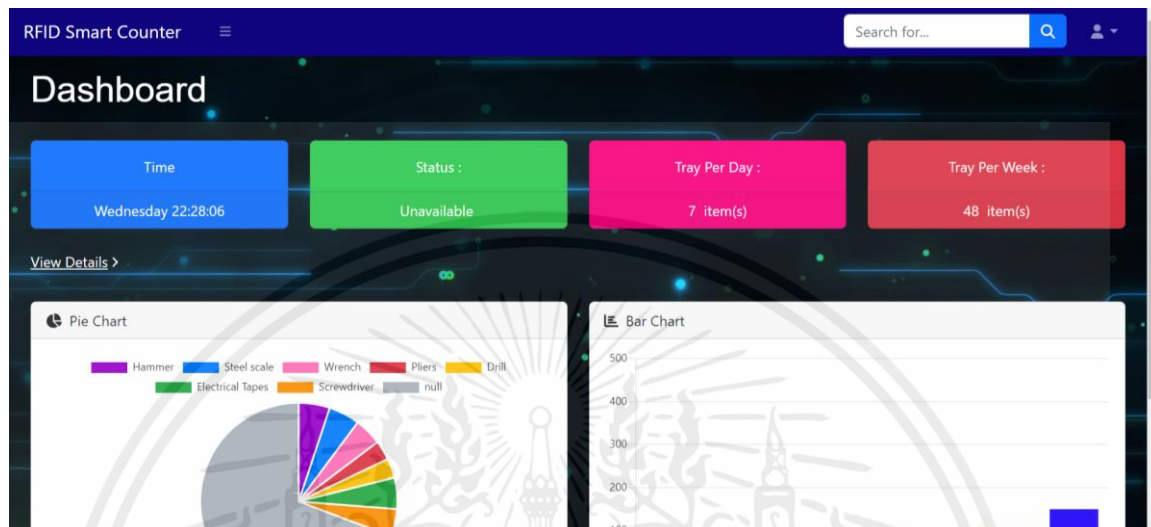 RFID Smart Counter
Search for...
Dashboard
Time
Wednesday 22:28:06
Status :
Unavailable
Tray Per Day :
7 item(s)
Tray Per Week :
48 item(s)
View Details >
Pie Chart
Hammer Steel scale Wrench Pliers Drill
Electrical Tapes Screwdriver null
Bar Chart
500
400
300
200